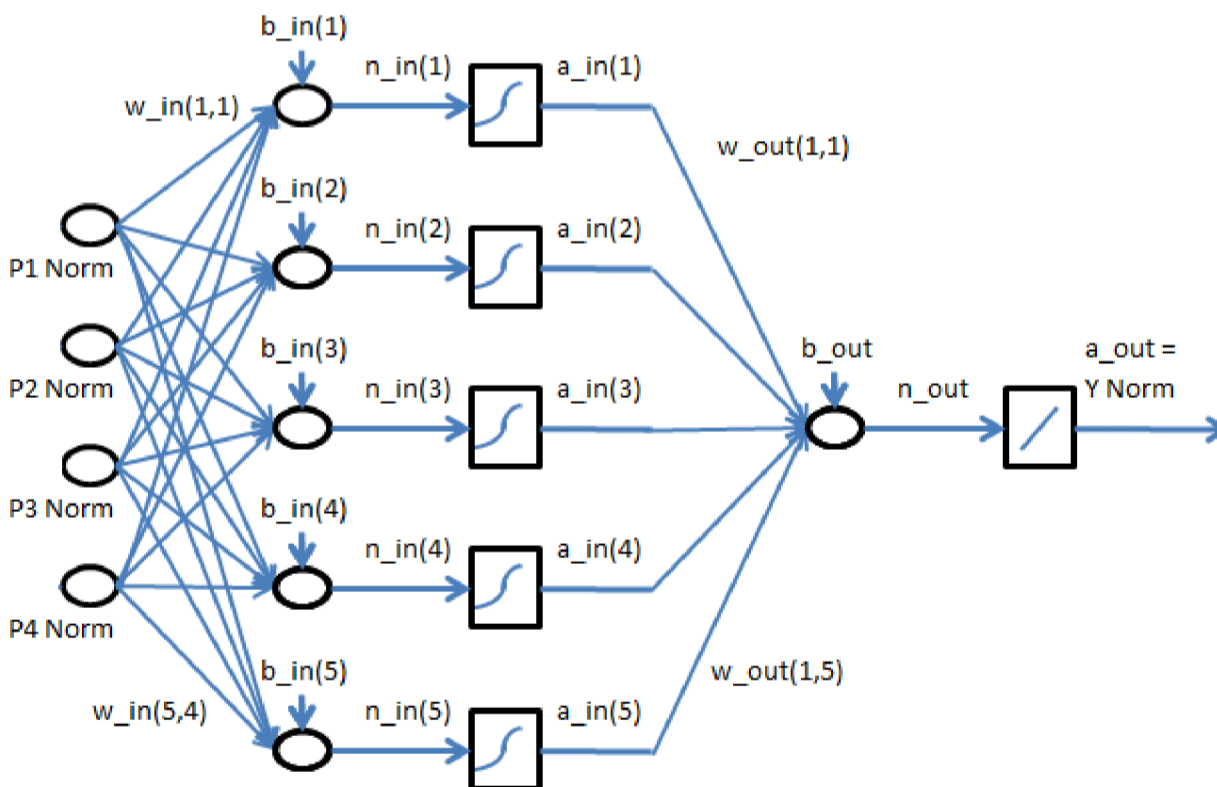 b_in(1)
n_in(1)
a_in(1)
w_in(1,1)
w_out(1,1)
b_in(2)
n_in(2)
a_in(2)
P1 Norm
b_in(3)
n_in(3)
a_in(3)
P2 Norm
b_out
n_out
a_out =
Y Norm
P3 Norm
b_in(4)
n_in(4)
a_in(4)
P4 Norm
b_in(5)
n_in(5)
a_in(5)
w_in(5,4)
w_out(1,5)